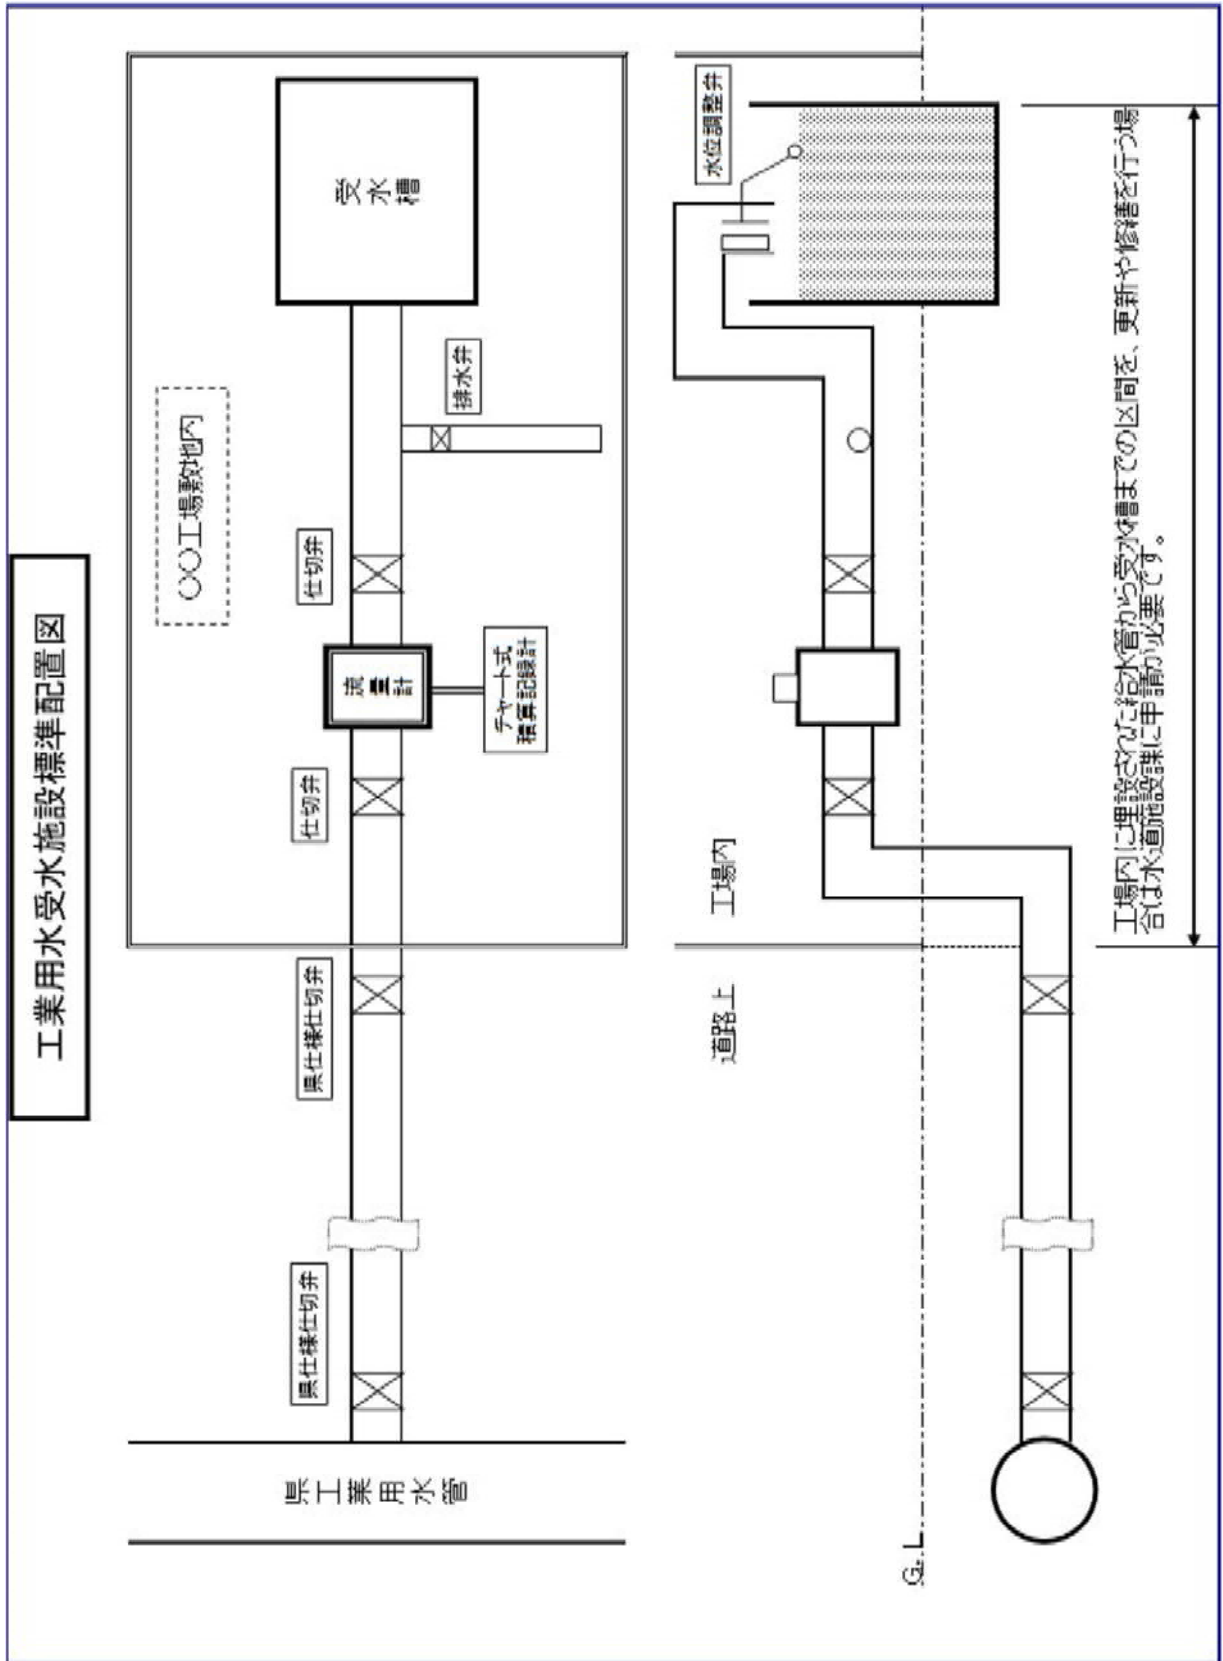 工業用水受水施設標準配置図
○○工場敷地内
県工業用水管
県仕様仕切弁
県仕様仕切弁
仕切弁
流量計
チャート式
積算記録計
仕切弁
排水弁
受水槽
道路上
工場内
水位調整弁
G.L
工場内に埋設された給水管から受水槽までの区間を、更新や修繕を行う場
合は水道施設課に申請が必要です。